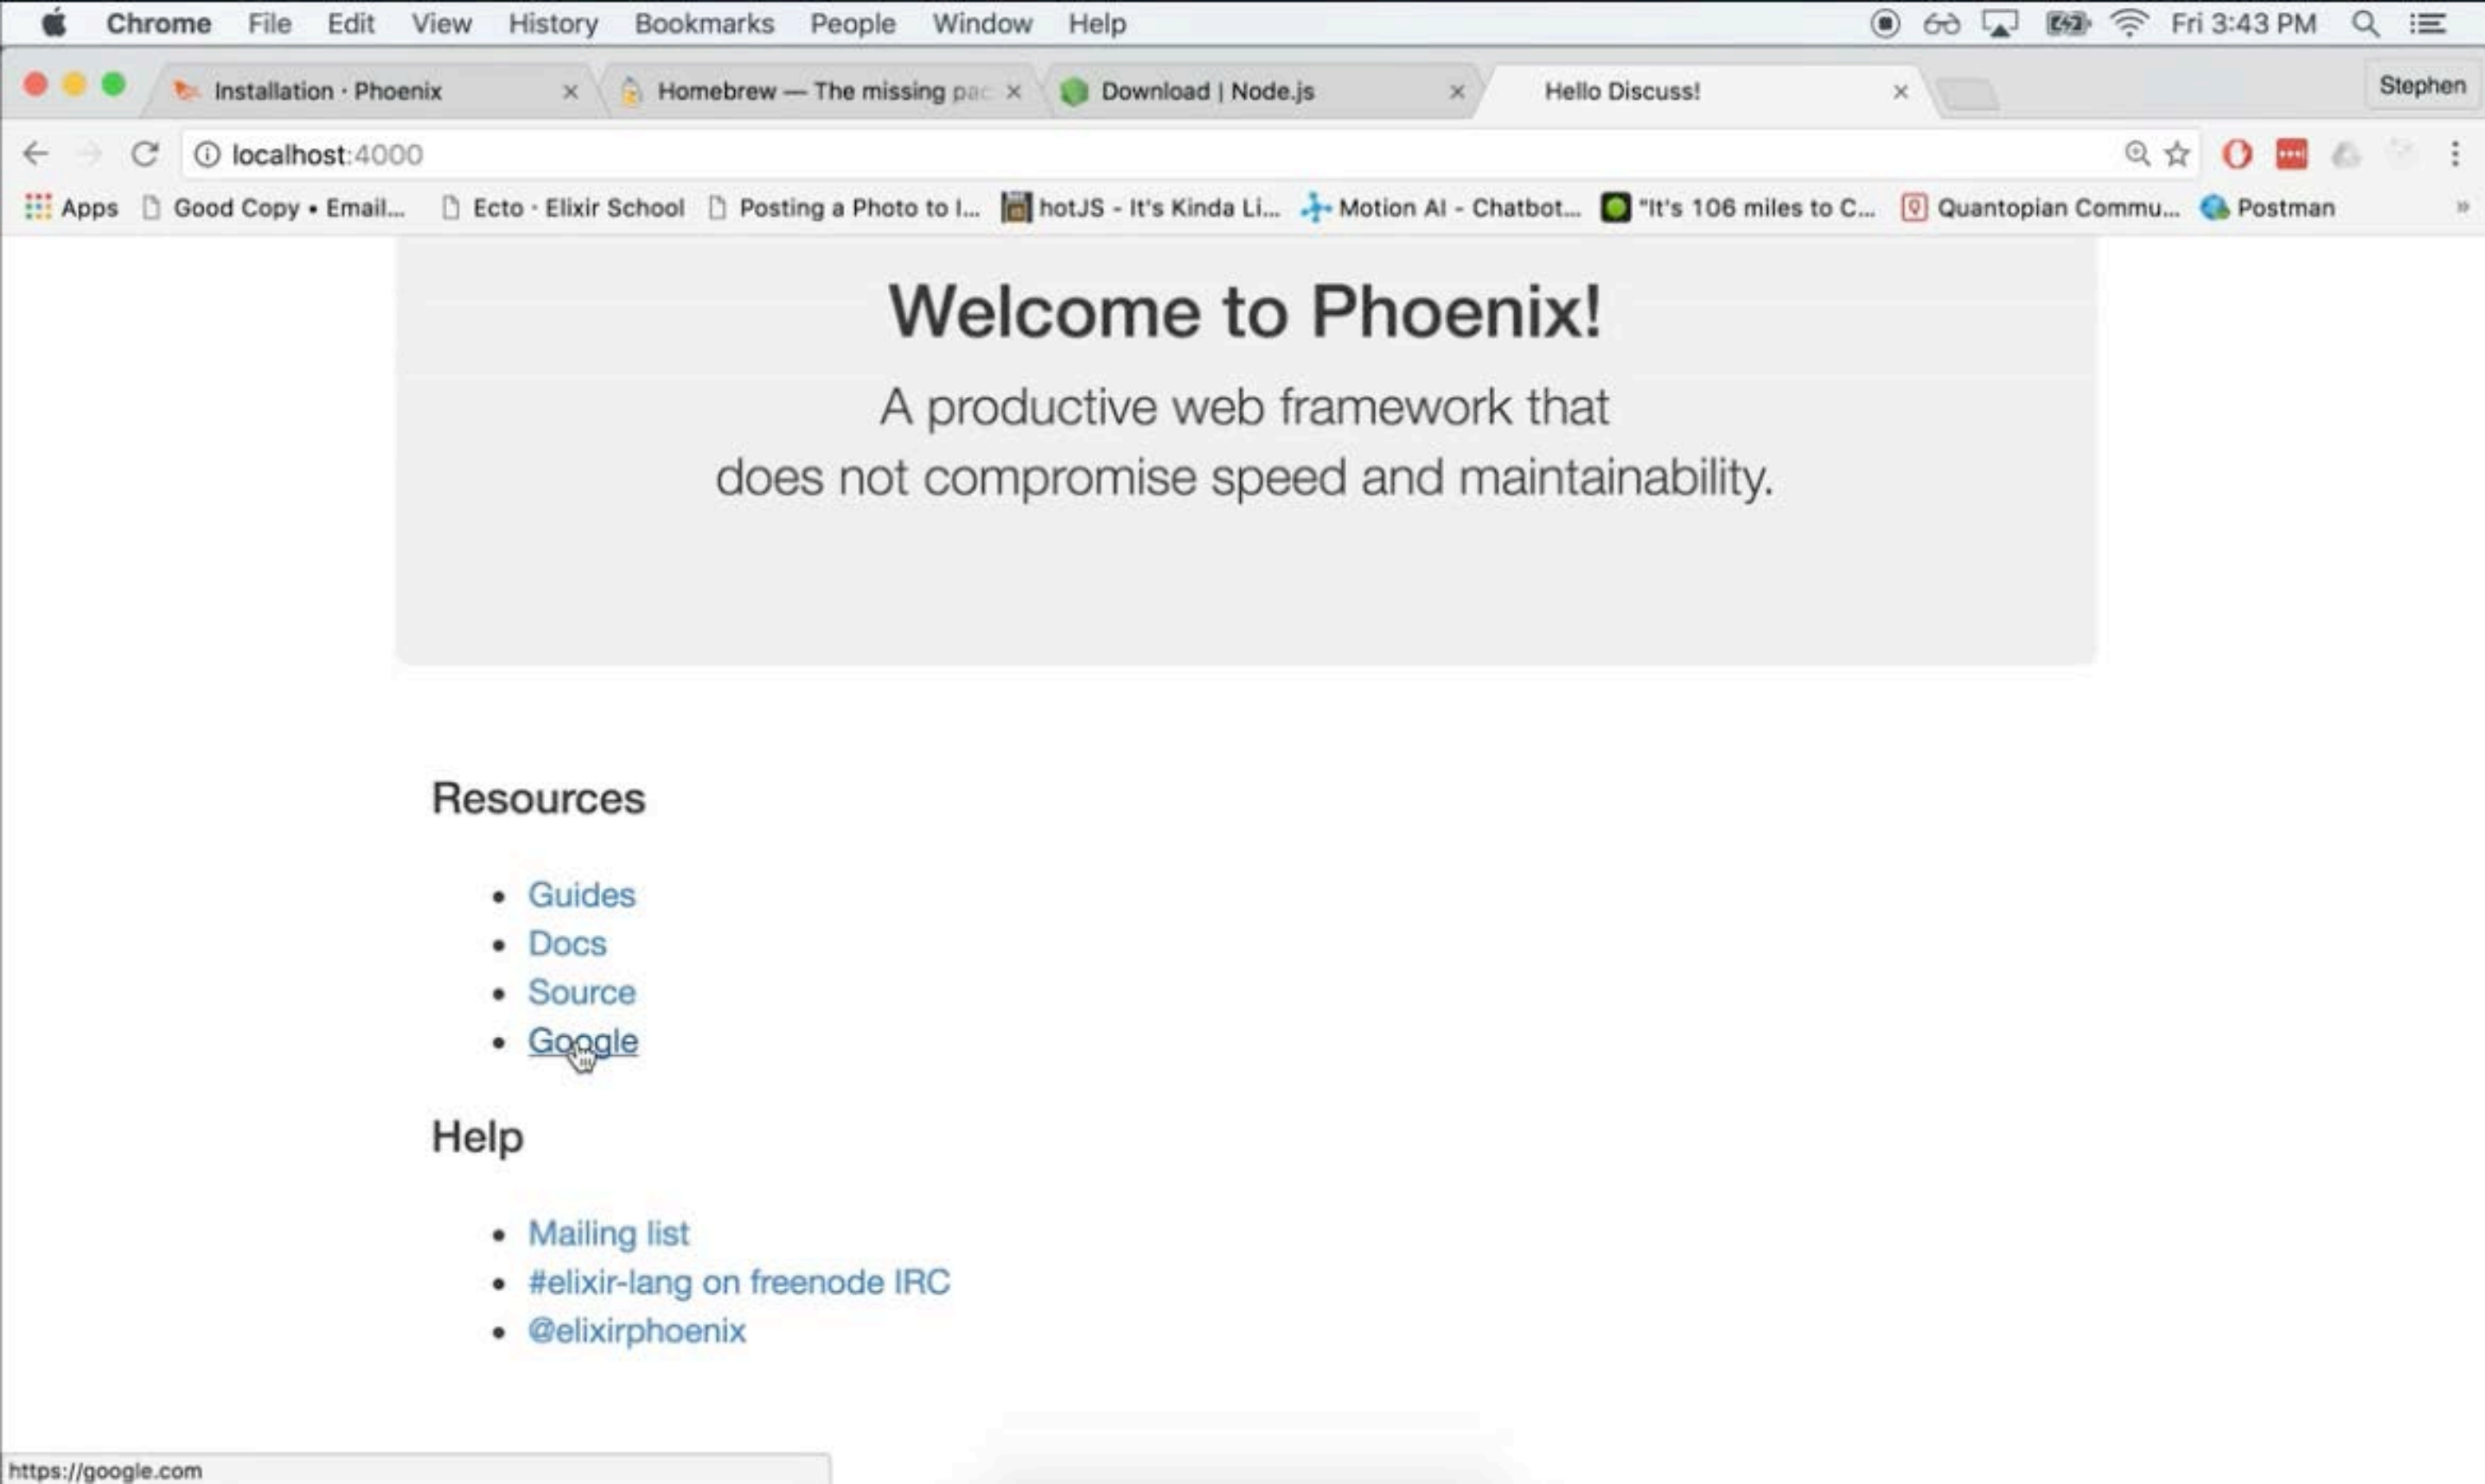 Chrome File Edit View History Bookmarks People Window Help Fri 3:43 PM
Installation · Phoenix Homebrew — The missing pac Download | Node.js Hello Discuss! Stephen
localhost:4000
Apps Good Copy • Email... Ecto · Elixir School Posting a Photo to I... hotJS - It's Kinda Li... Motion AI - Chatbot... "It's 106 miles to C... Quantopian Commu... Postman »
Welcome to Phoenix!
A productive web framework that
does not compromise speed and maintainability.
Resources
• Guides
• Docs
• Source
• Google
Help
• Mailing list
• #elixir-lang on freenode IRC
• @elixirphoenix
https://google.com